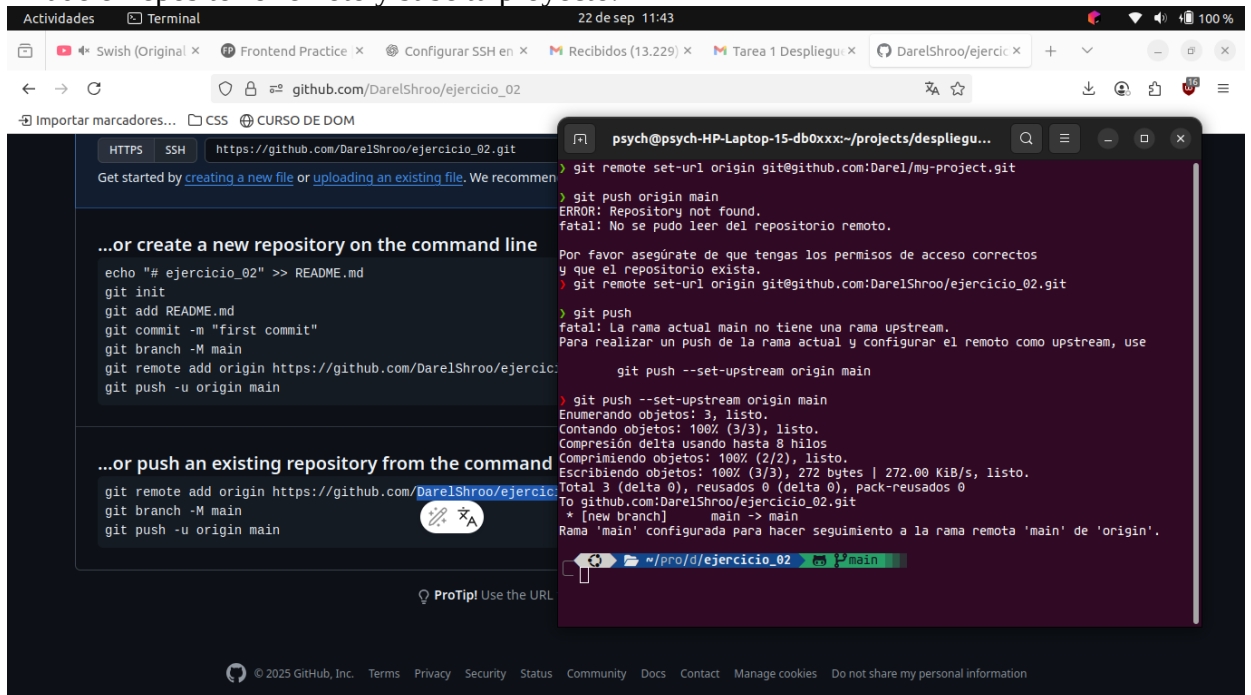 Actividades Terminal 22 de sep 11:43 100 %
Swish (Original Frontend Practice Configurar SSH en Recibidos (13.229) Tarea 1 Despliegue DarelShroo/ejercic
github.com/DarelShroo/ejercicio_02 16
Importar marcadores... CSS CURSO DE DOM
HTTPS SSH https://github.com/DarelShroo/ejercicio_02.git
Get started by creating a new file or uploading an existing file. We recommen
...or create a new repository on the command line
echo "# ejercicio_02" >> README.md
git init
git add README.md
git commit -m "first commit"
git branch -M main
git remote add origin https://github.com/DarelShroo/ejercic
git push -u origin main
...or push an existing repository from the command
git remote add origin https://github.com/DarelShroo/ejercic
git branch -M main
git push -u origin main
ProTip! Use the URL
© 2025 GitHub, Inc. Terms Privacy Security Status Community Docs Contact Manage cookies Do not share my personal information
psych@psych-HP-Laptop-15-db0xxx:~/projects/despliegu...
❯ git remote set-url origin git@github.com:Darel/my-project.git
❯ git push origin main
ERROR: Repository not found.
fatal: No se pudo leer del repositorio remoto.
Por favor asegúrate de que tengas los permisos de acceso correctos
y que el repositorio exista.
❯ git remote set-url origin git@github.com:DarelShroo/ejercicio_02.git
❯ git push
fatal: La rama actual main no tiene una rama upstream.
Para realizar un push de la rama actual y configurar el remoto como upstream, use
git push --set-upstream origin main
❯ git push --set-upstream origin main
Enumerando objetos: 3, listo.
Contando objetos: 100% (3/3), listo.
Compresión delta usando hasta 8 hilos
Comprimiendo objetos: 100% (2/2), listo.
Escribiendo objetos: 100% (3/3), 272 bytes | 272.00 KiB/s, listo.
Total 3 (delta 0), reusados 0 (delta 0), pack-reusados 0
To github.com:DarelShroo/ejercicio_02.git
* [new branch] main -> main
Rama 'main' configurada para hacer seguimiento a la rama remota 'main' de 'origin'.
~/pro/d/ejercicio_02 main